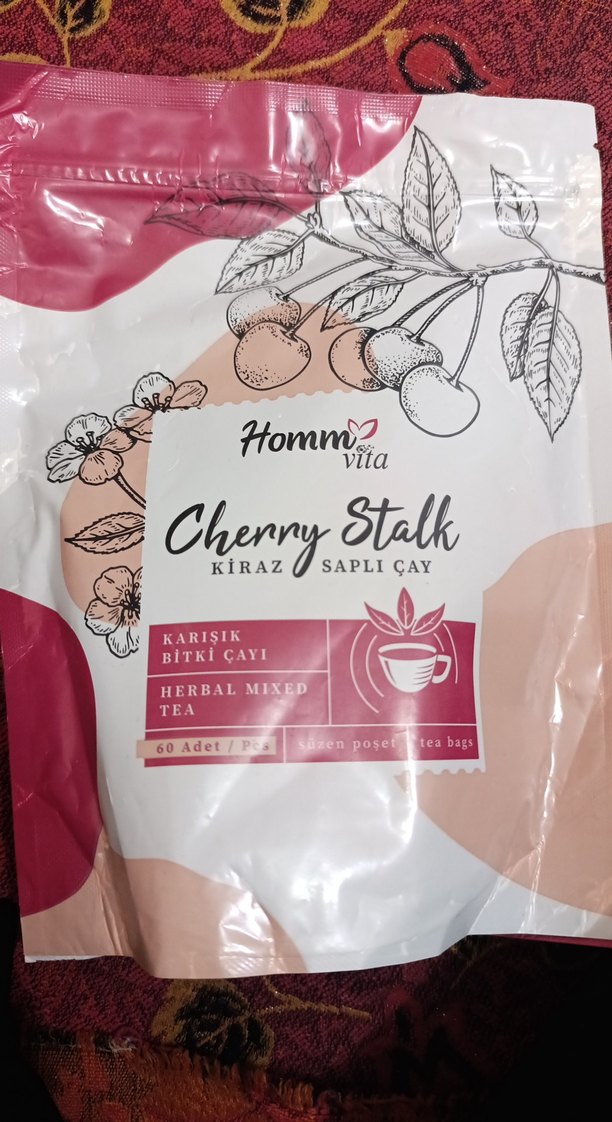 Homm
vita
Cherry Stalk
KİRAZ SAPLI ÇAY
KARIŞIK
BİTKİ ÇAYI
HERBAL MIXED
TEA
60 Adet / Pcs
süzen poşet / tea bags